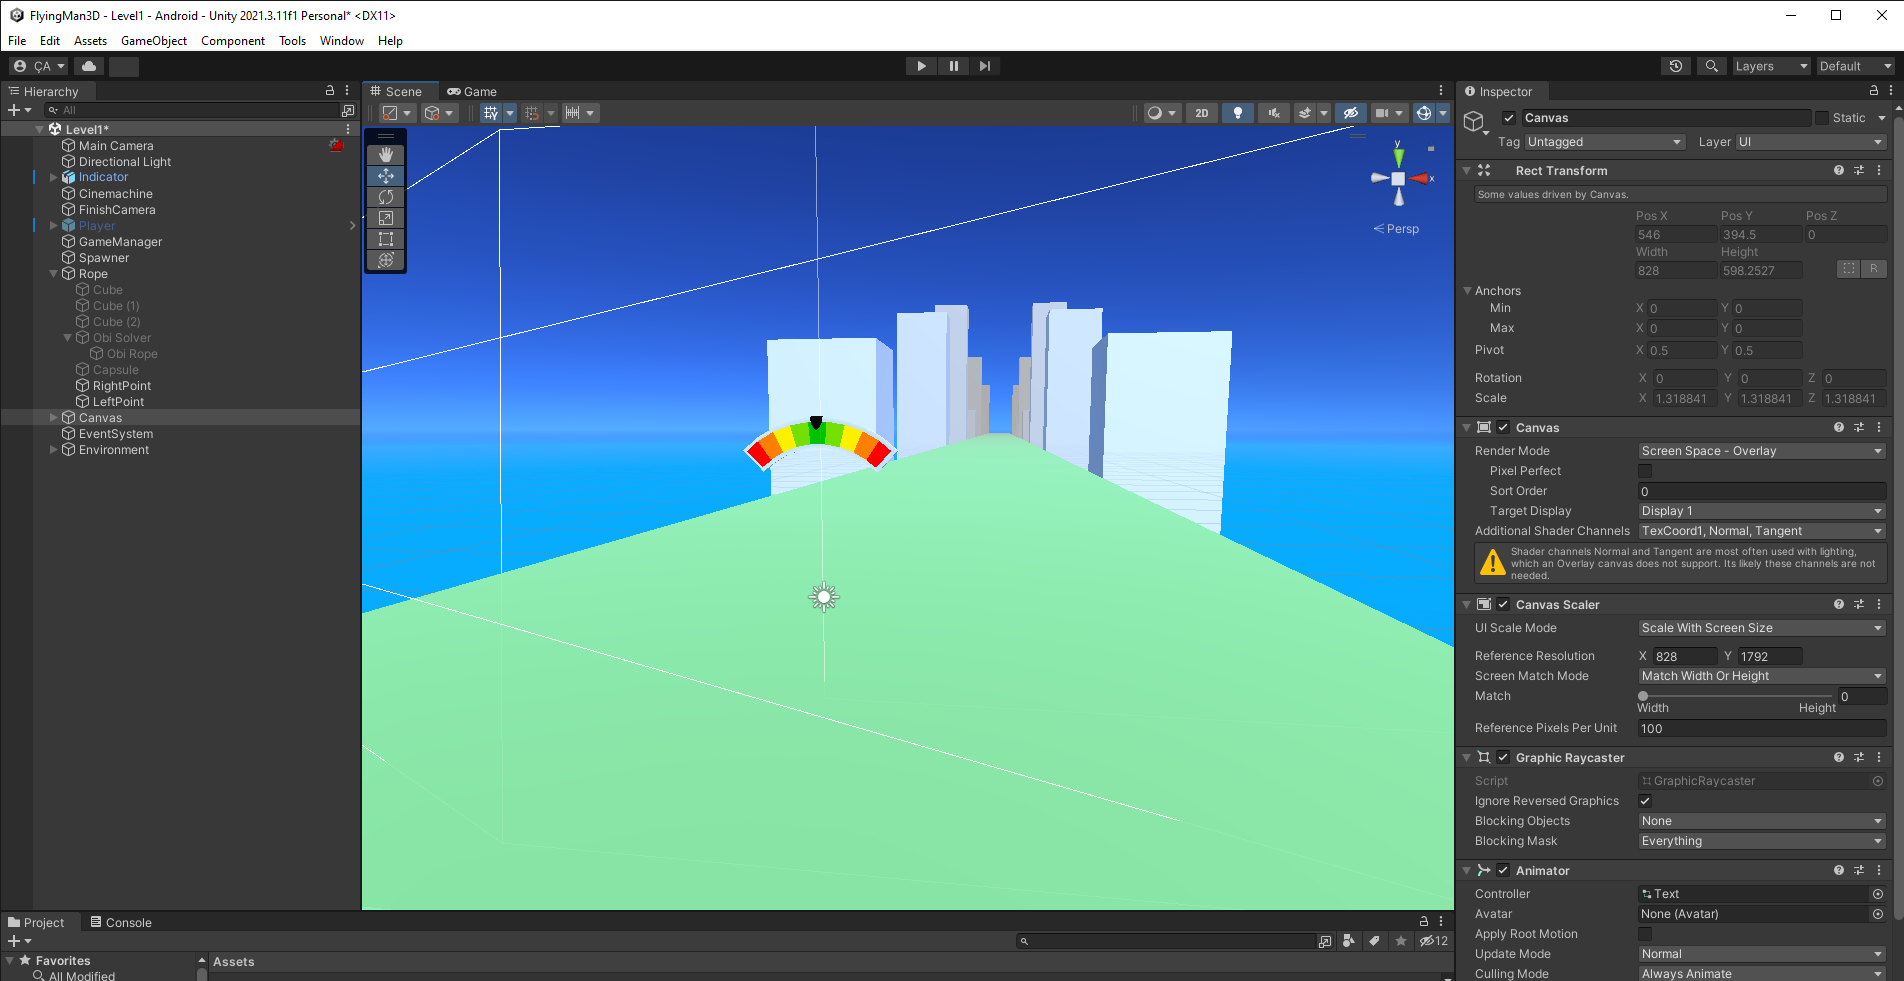 FlyingMan3D - Level1 - Android - Unity 2021.3.11f1 Personal* <DX11>
File Edit Assets GameObject Component Tools Window Help
ÇA
Layers
Default
Hierarchy
All
Level1*
Main Camera
Directional Light
Indicator
Cinemachine
FinishCamera
Player
GameManager
Spawner
Rope
Cube
Cube (1)
Cube (2)
Obi Solver
Obi Rope
Capsule
RightPoint
LeftPoint
Canvas
EventSystem
Environment
Scene
Game
2D
y
x
Persp
Inspector
Canvas
Static
Tag Untagged
Layer UI
Rect Transform
Some values driven by Canvas.
Pos X Pos Y Pos Z
546 394.5 0
Width Height
828 598.2527
R
Anchors
Min X 0 Y 0
Max X 0 Y 0
Pivot X 0.5 Y 0.5
Rotation X 0 Y 0 Z 0
Scale X 1.318841 Y 1.318841 Z 1.318841
Canvas
Render Mode Screen Space - Overlay
Pixel Perfect
Sort Order 0
Target Display Display 1
Additional Shader Channels TexCoord1, Normal, Tangent
Shader channels Normal and Tangent are most often used with lighting,
which an Overlay canvas does not support. Its likely these channels are not
needed.
Canvas Scaler
UI Scale Mode Scale With Screen Size
Reference Resolution X 828 Y 1792
Screen Match Mode Match Width Or Height
Match 0
Width Height
Reference Pixels Per Unit 100
Graphic Raycaster
Script GraphicRaycaster
Ignore Reversed Graphics
Blocking Objects None
Blocking Mask Everything
Animator
Controller Text
Avatar None (Avatar)
Apply Root Motion
Update Mode Normal
Culling Mode Always Animate
Project
Console
12
Favorites
All Modified
Assets